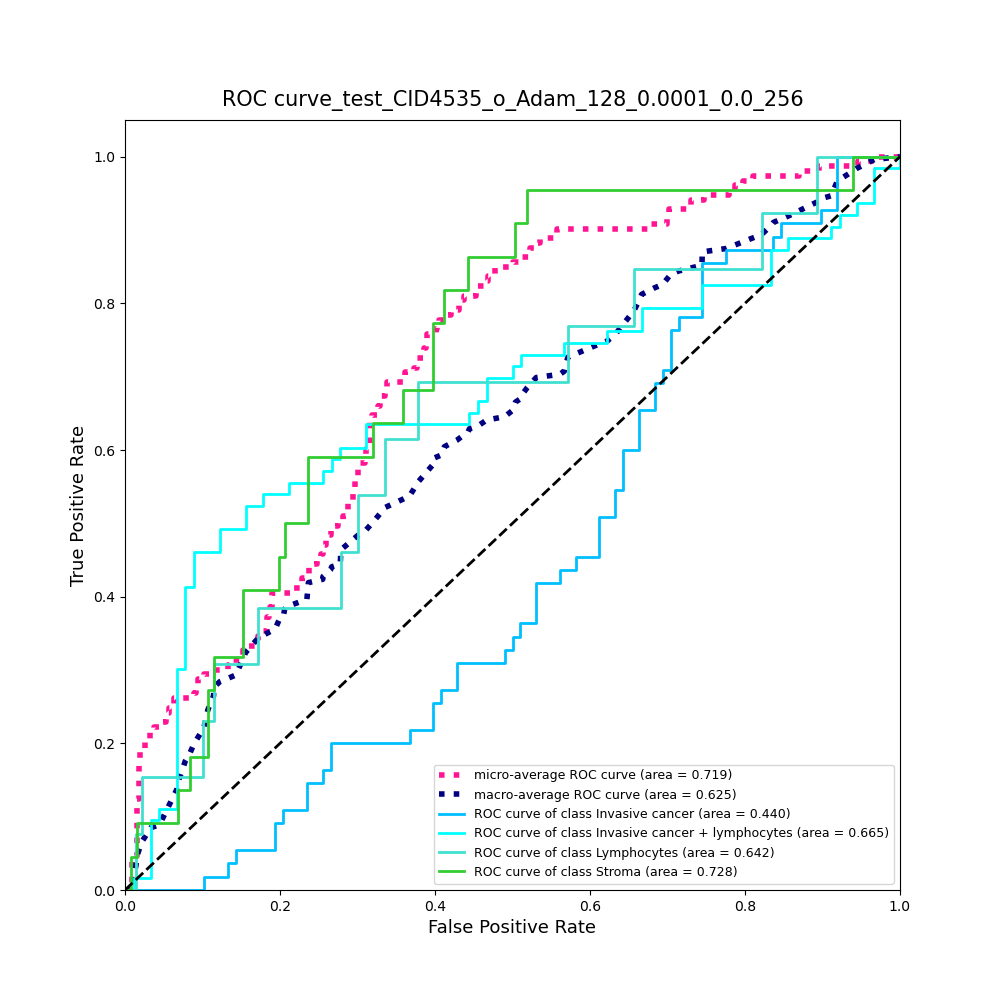 ROC curve_test_CID4535_o_Adam_128_0.0001_0.0_256
True Positive Rate
1.0
0.8
0.6
0.4
0.2
0.0
micro-average ROC curve (area = 0.719)
macro-average ROC curve (area = 0.625)
ROC curve of class Invasive cancer (area = 0.440)
ROC curve of class Invasive cancer + lymphocytes (area = 0.665)
ROC curve of class Lymphocytes (area = 0.642)
ROC curve of class Stroma (area = 0.728)
0.0 0.2 0.4 0.6 0.8 1.0
False Positive Rate